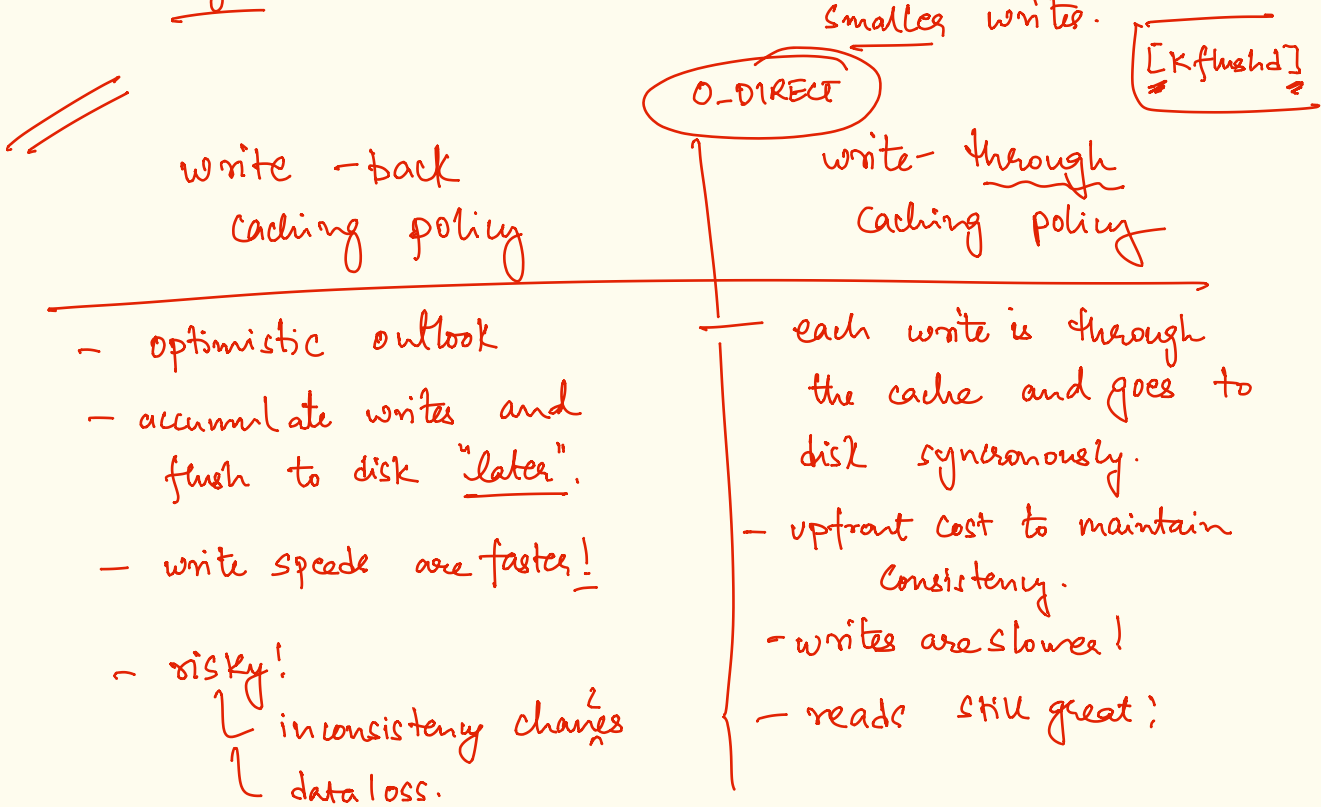 smaller writes.
[Kflushd]
O_DIRECT
write-back
caching policy
write-through
caching policy
- optimistic outlook
- accumulate writes and
flush to disk "later".
- write speeds are faster!
- risky!
inconsistency chances
data loss.
- each write is through
the cache and goes to
disk syncronously.
- upfront cost to maintain
consistency.
- writes are slower!
- reads still great!